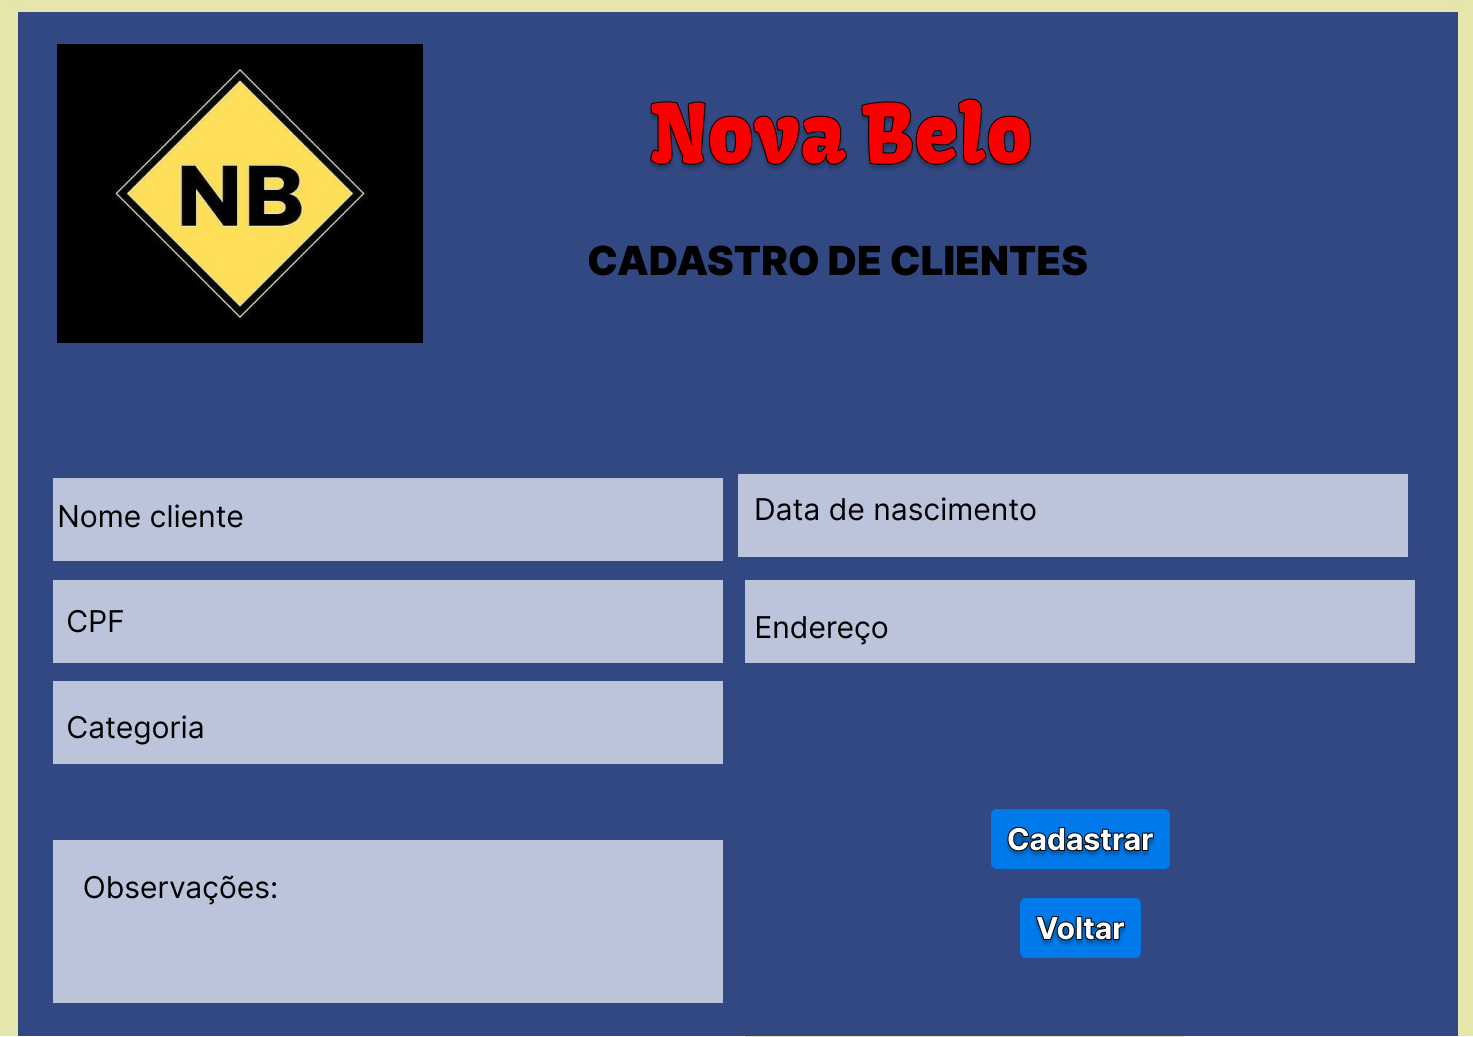 NB
Nova Belo
CADASTRO DE CLIENTES
Nome cliente
Data de nascimento
CPF
Endereço
Categoria
Cadastrar
Observações:
Voltar